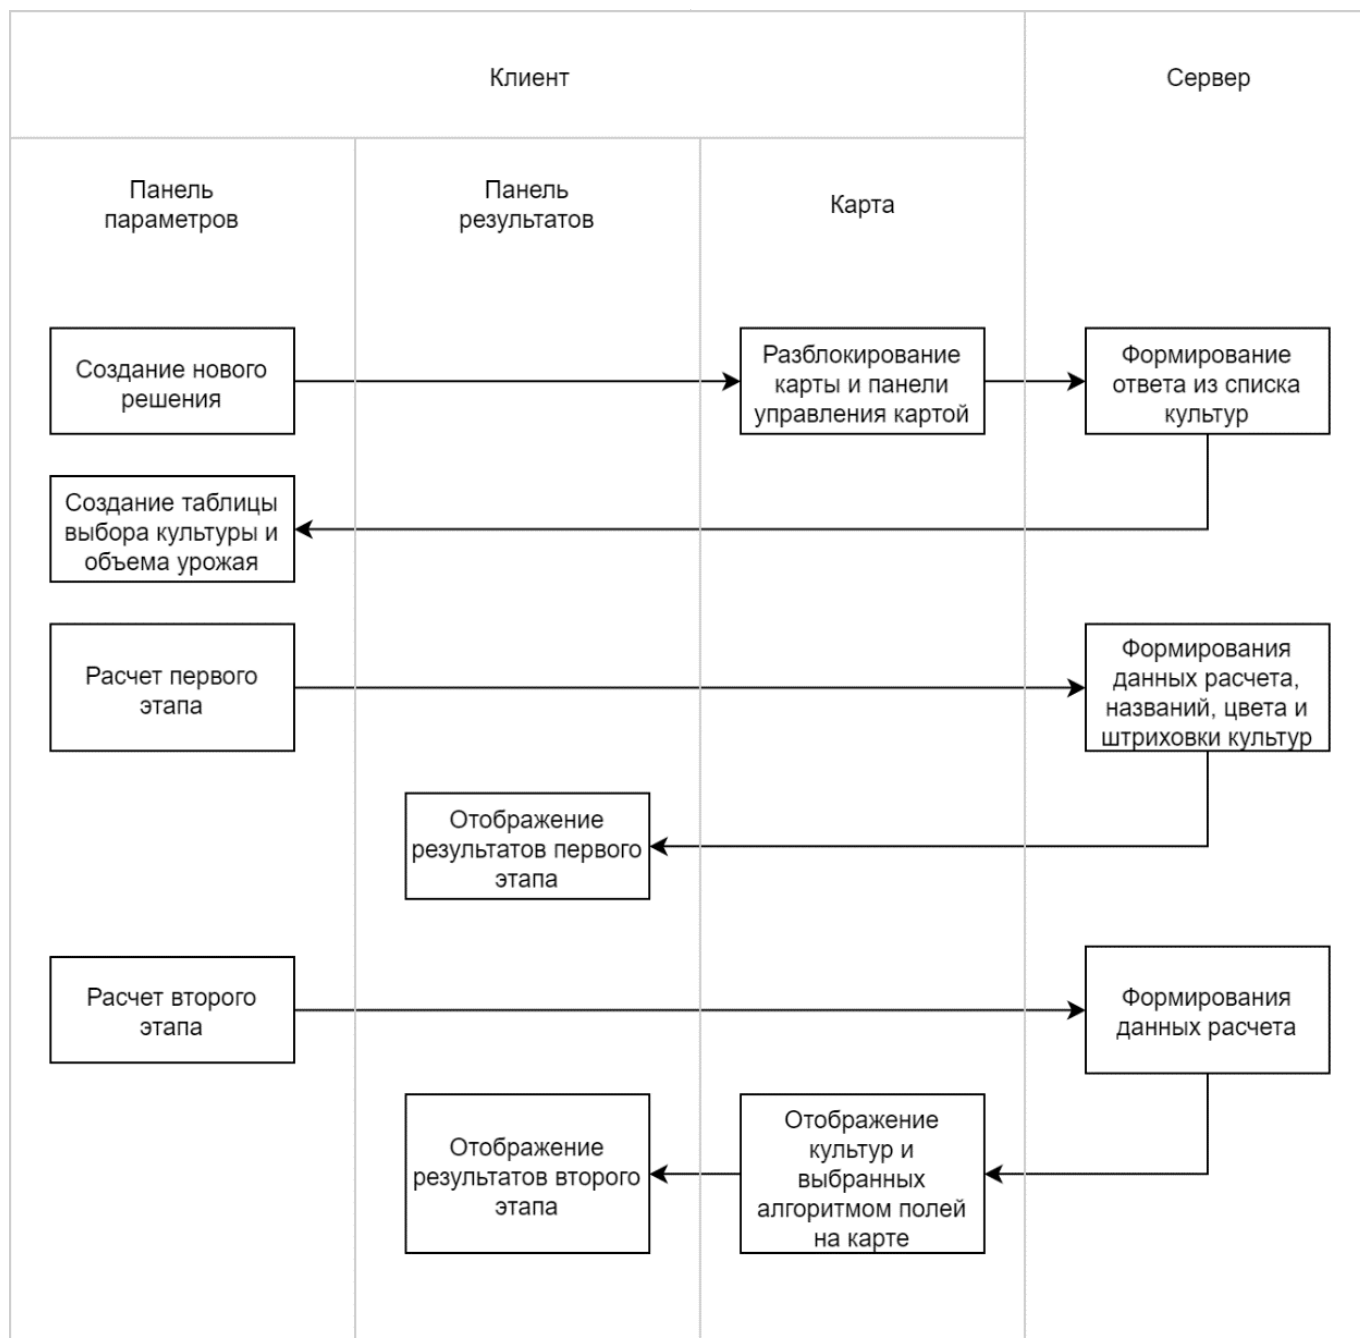 Клиент
Сервер
Панель
параметров
Панель
результатов
Карта
Создание нового
решения
Разблокирование
карты и панели
управления картой
Формирование
ответа из списка
культур
Создание таблицы
выбора культуры и
объема урожая
Расчет первого
этапа
Формирования
данных расчета,
названий, цвета и
штриховки культур
Отображение
результатов первого
этапа
Расчет второго
этапа
Формирования
данных расчета
Отображение
результатов второго
этапа
Отображение
культур и
выбранных
алгоритмом полей
на карте